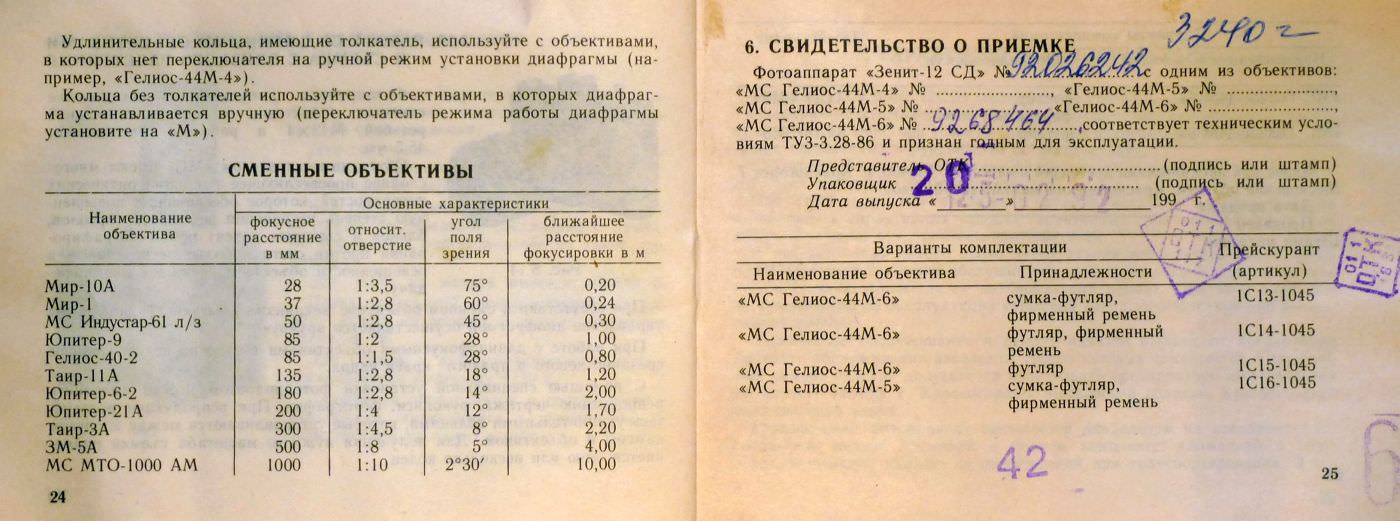 Удлинительные кольца, имеющие толкатель, используйте с объективами,
в которых нет переключателя на ручной режим установки диафрагмы (на-
пример, «Гелиос-44М-4»).
Кольца без толкателей используйте с объективами, в которых диафраг-
ма устанавливается вручную (переключатель режима работы диафрагмы
установите на «М»).
СМЕННЫЕ ОБЪЕКТИВЫ
Наименование объектива
Основные характеристики
фокусное расстояние в мм
относит. отверстие
угол поля зрения
ближайшее расстояние фокусировки в м
Мир-10А 28 1:3,5 75° 0,20
Мир-1 37 1:2,8 60° 0,24
МС Индустар-61 л/з 50 1:2,8 45° 0,30
Юпитер-9 85 1:2 28° 1,00
Гелиос-40-2 85 1:1,5 28° 0,80
Таир-11А 135 1:2,8 18° 1,20
Юпитер-6-2 180 1:2,8 14° 2,00
Юпитер-21А 200 1:4 12° 1,70
Таир-3А 300 1:4,5 8° 2,20
ЗМ-5А 500 1:8 5° 4,00
МС МТО-1000 АМ 1000 1:10 2°30′ 10,00
24
3240=
6. СВИДЕТЕЛЬСТВО О ПРИЕМКЕ
Фотоаппарат «Зенит-12 СД» № 92026242 с одним из объективов:
«МС Гелиос-44М-4» № , «Гелиос-44М-5» № ,
«МС Гелиос-44М-5» № , «Гелиос-44М-6» № ,
«МС Гелиос-44М-6» № 9268464 ,соответствует техническим усло-
виям ТУ3-3.28-86 и признан годным для эксплуатации.
Представитель ОТК (подпись или штамп)
Упаковщик 20 (подпись или штамп)
Дата выпуска « » 199 г.
011
ОТК
011
ОТК
Варианты комплектации
Прейскурант (артикул)
Наименование объектива Принадлежности
«МС Гелиос-44М-6» сумка-футляр, 1С13-1045
фирменный ремень
«МС Гелиос-44М-6» футляр, фирменный 1С14-1045
ремень
«МС Гелиос-44М-6» футляр 1С15-1045
«МС Гелиос-44М-5» сумка-футляр, 1С16-1045
фирменный ремень
42
25
6